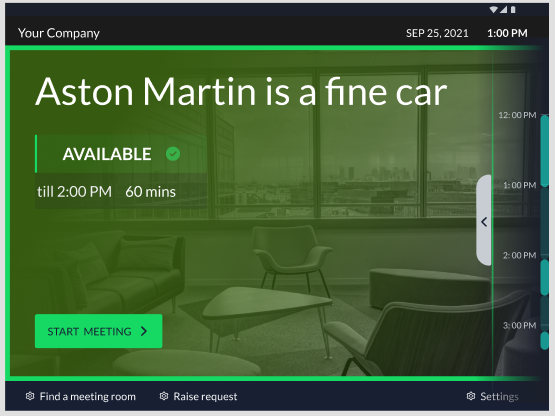 Your Company
SEP 25, 2021 1:00 PM
Aston Martin is a fine car
AVAILABLE
till 2:00 PM 60 mins
START MEETING
12:00 PM
1:00 PM
2:00 PM
3:00 PM
Find a meeting room
Raise request
Settings